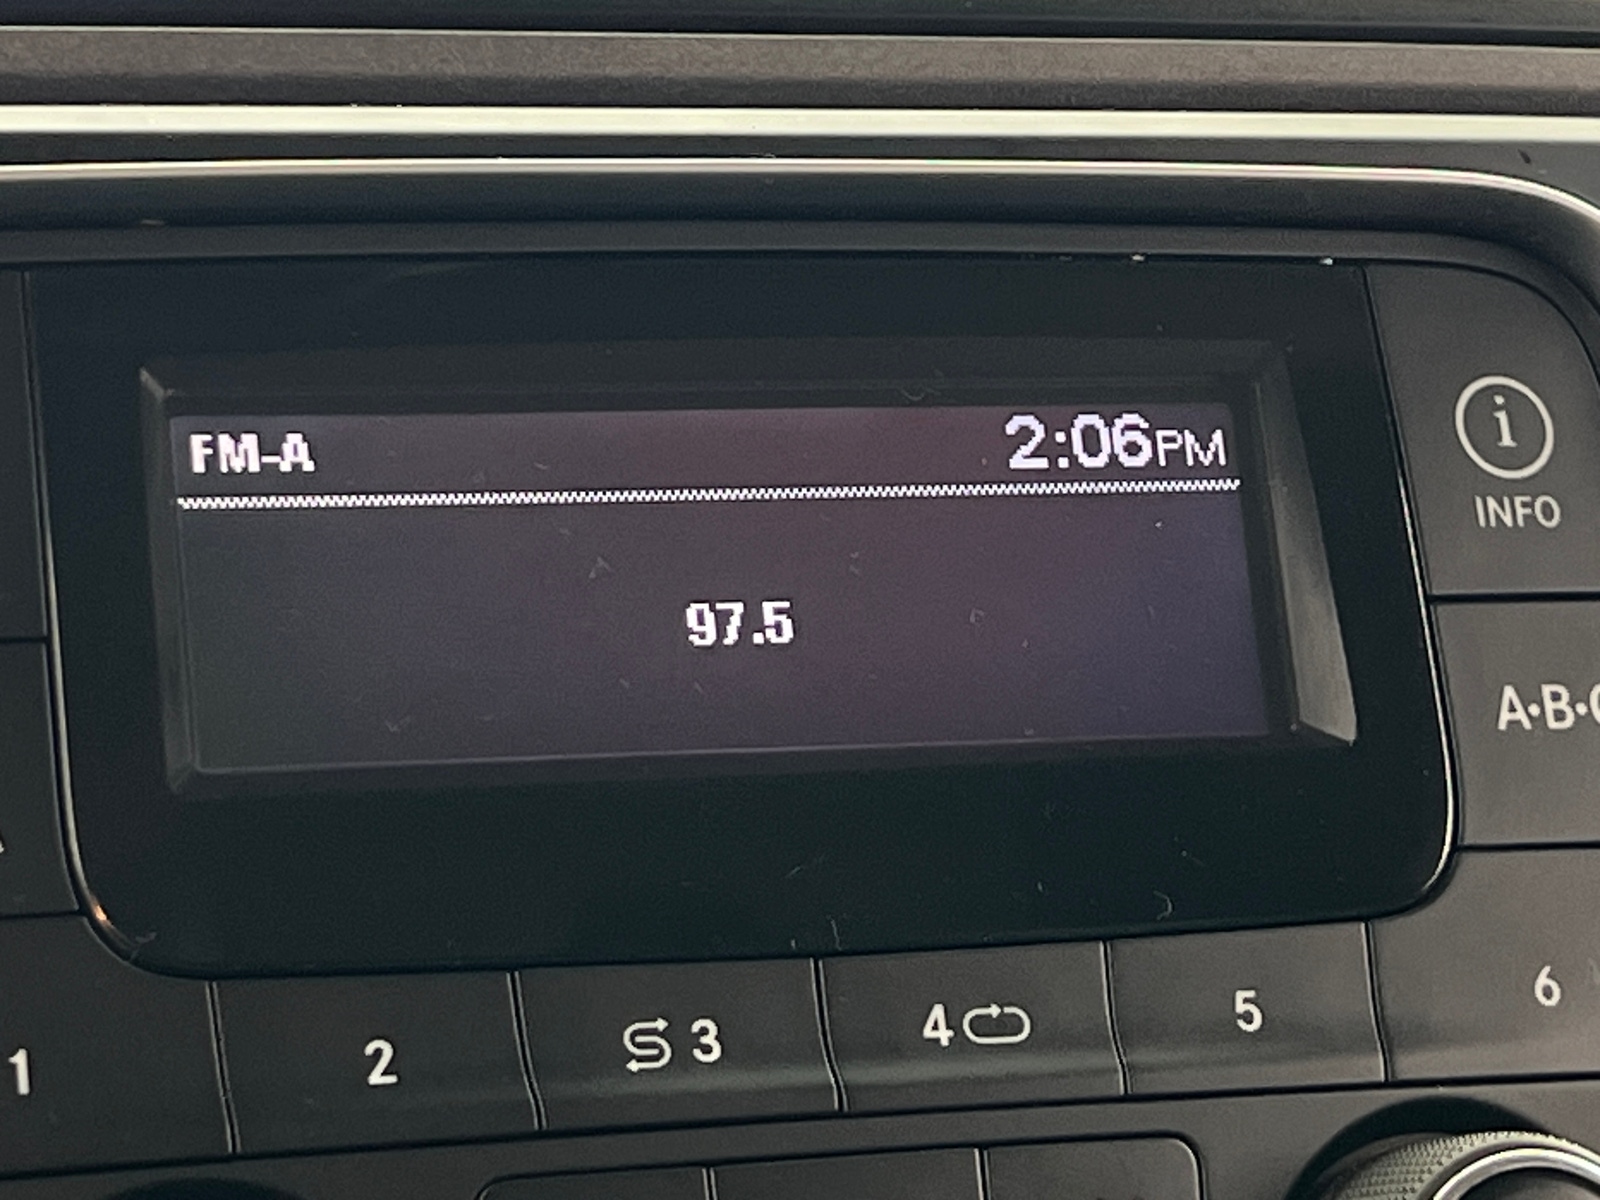 FM-A 2:06PM
97.5
i
INFO
A·B·
1 2 3 4 5 6